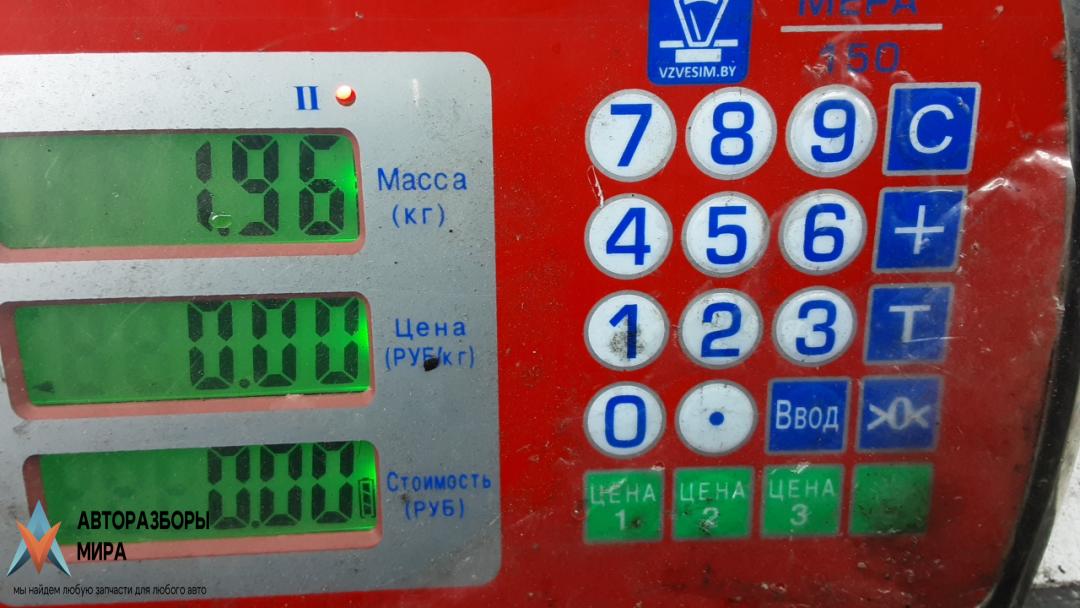 МЕРА
150
VZVESIM.BY
II
1.96
Масса
(кг)
0.00
Цена
(РУБ/кг)
0.00
Стоимость
(РУБ)
7 8 9 C
4 5 6 +
1 2 3 T
0 . Ввод >0<
ЦЕНА 1
ЦЕНА 2
ЦЕНА 3
АВТОРАЗБОРЫ
МИРА
мы найдем любую запчасти для любого авто